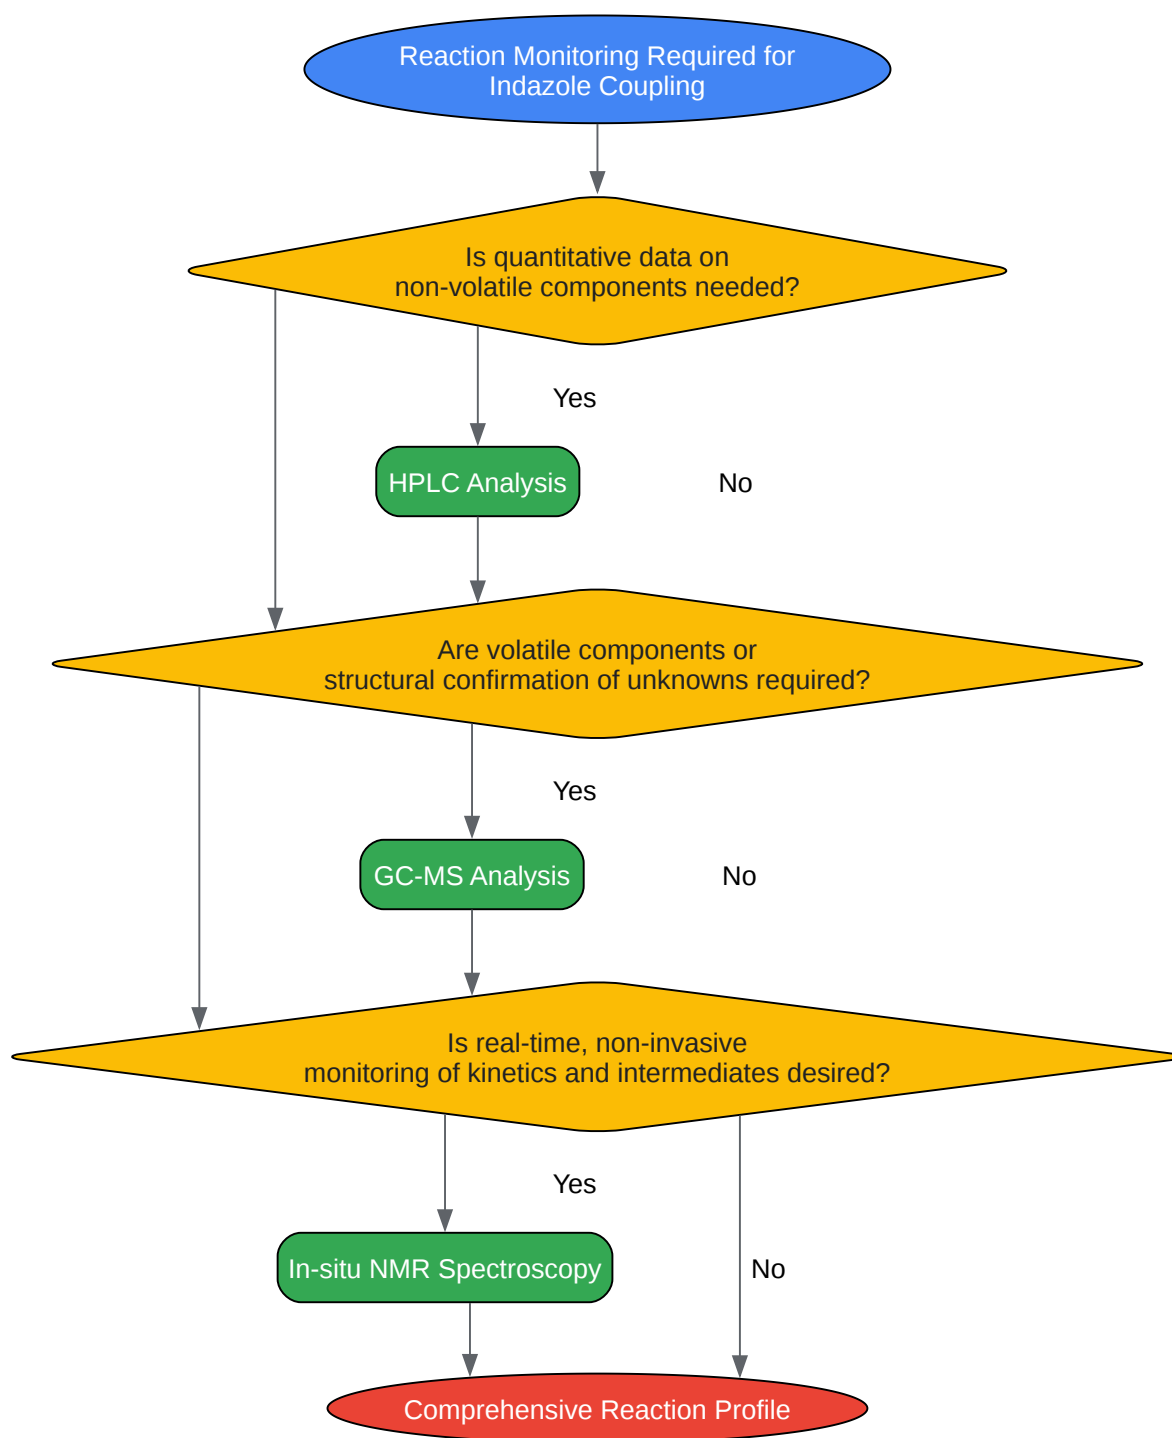 Reaction Monitoring Required for
Indazole Coupling
Is quantitative data on
non-volatile components needed?
Yes
HPLC Analysis
No
Are volatile components or
structural confirmation of unknowns required?
Yes
GC-MS Analysis
No
Is real-time, non-invasive
monitoring of kinetics and intermediates desired?
Yes
In-situ NMR Spectroscopy
No
Comprehensive Reaction Profile